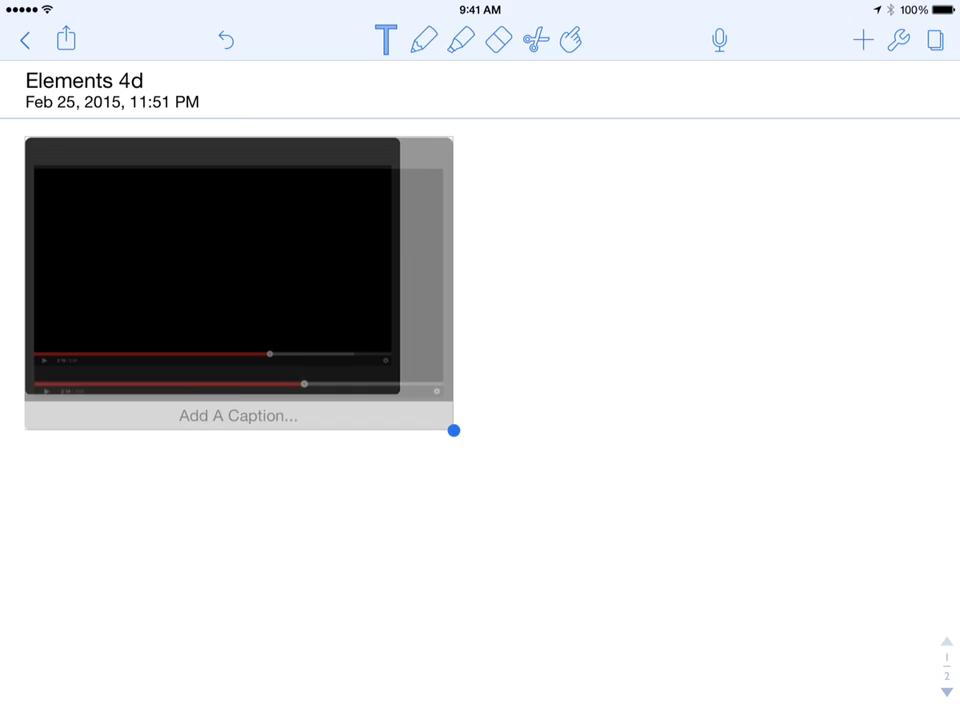 9:41 AM
100%
T
Elements 4d
Feb 25, 2015, 11:51 PM
Add A Caption...
1
2